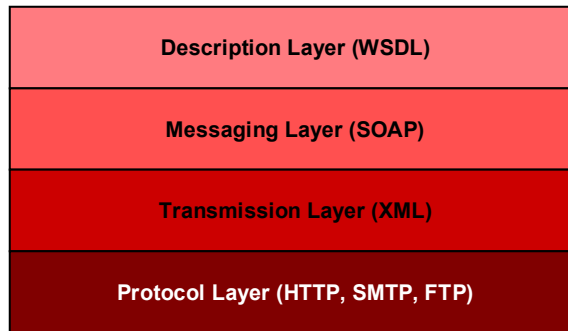 Description Layer (WSDL)
Messaging Layer (SOAP)
Transmission Layer (XML)
Protocol Layer (HTTP, SMTP, FTP)